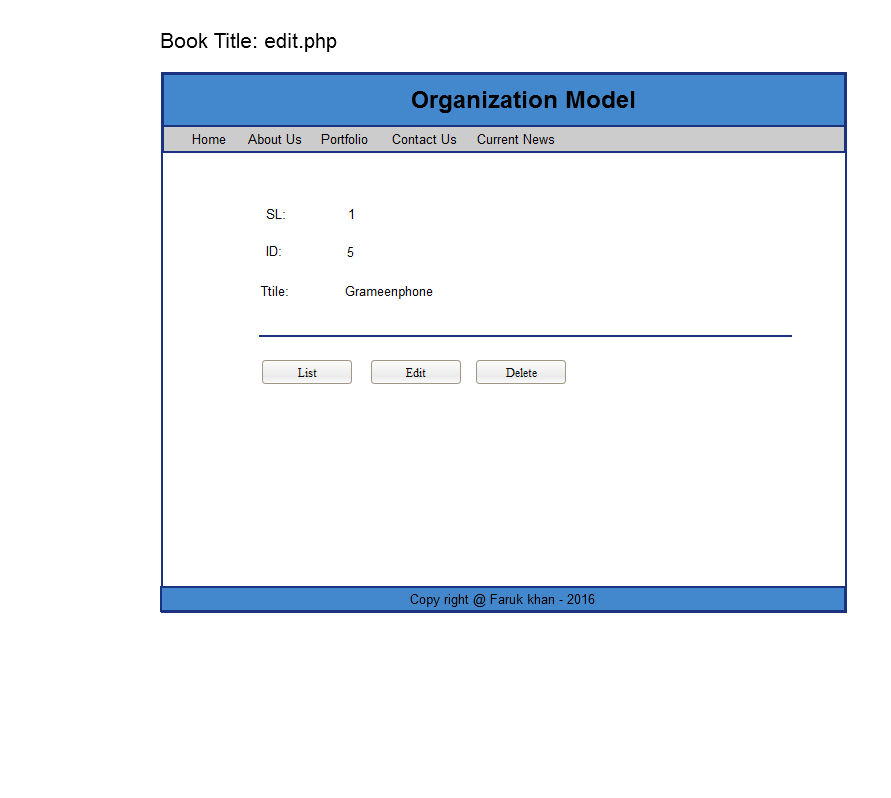 Book Title: edit.php
Organization Model
Home About Us Portfolio Contact Us Current News
SL: 1
ID: 5
Ttile: Grameenphone
List Edit Delete
Copy right @ Faruk khan - 2016